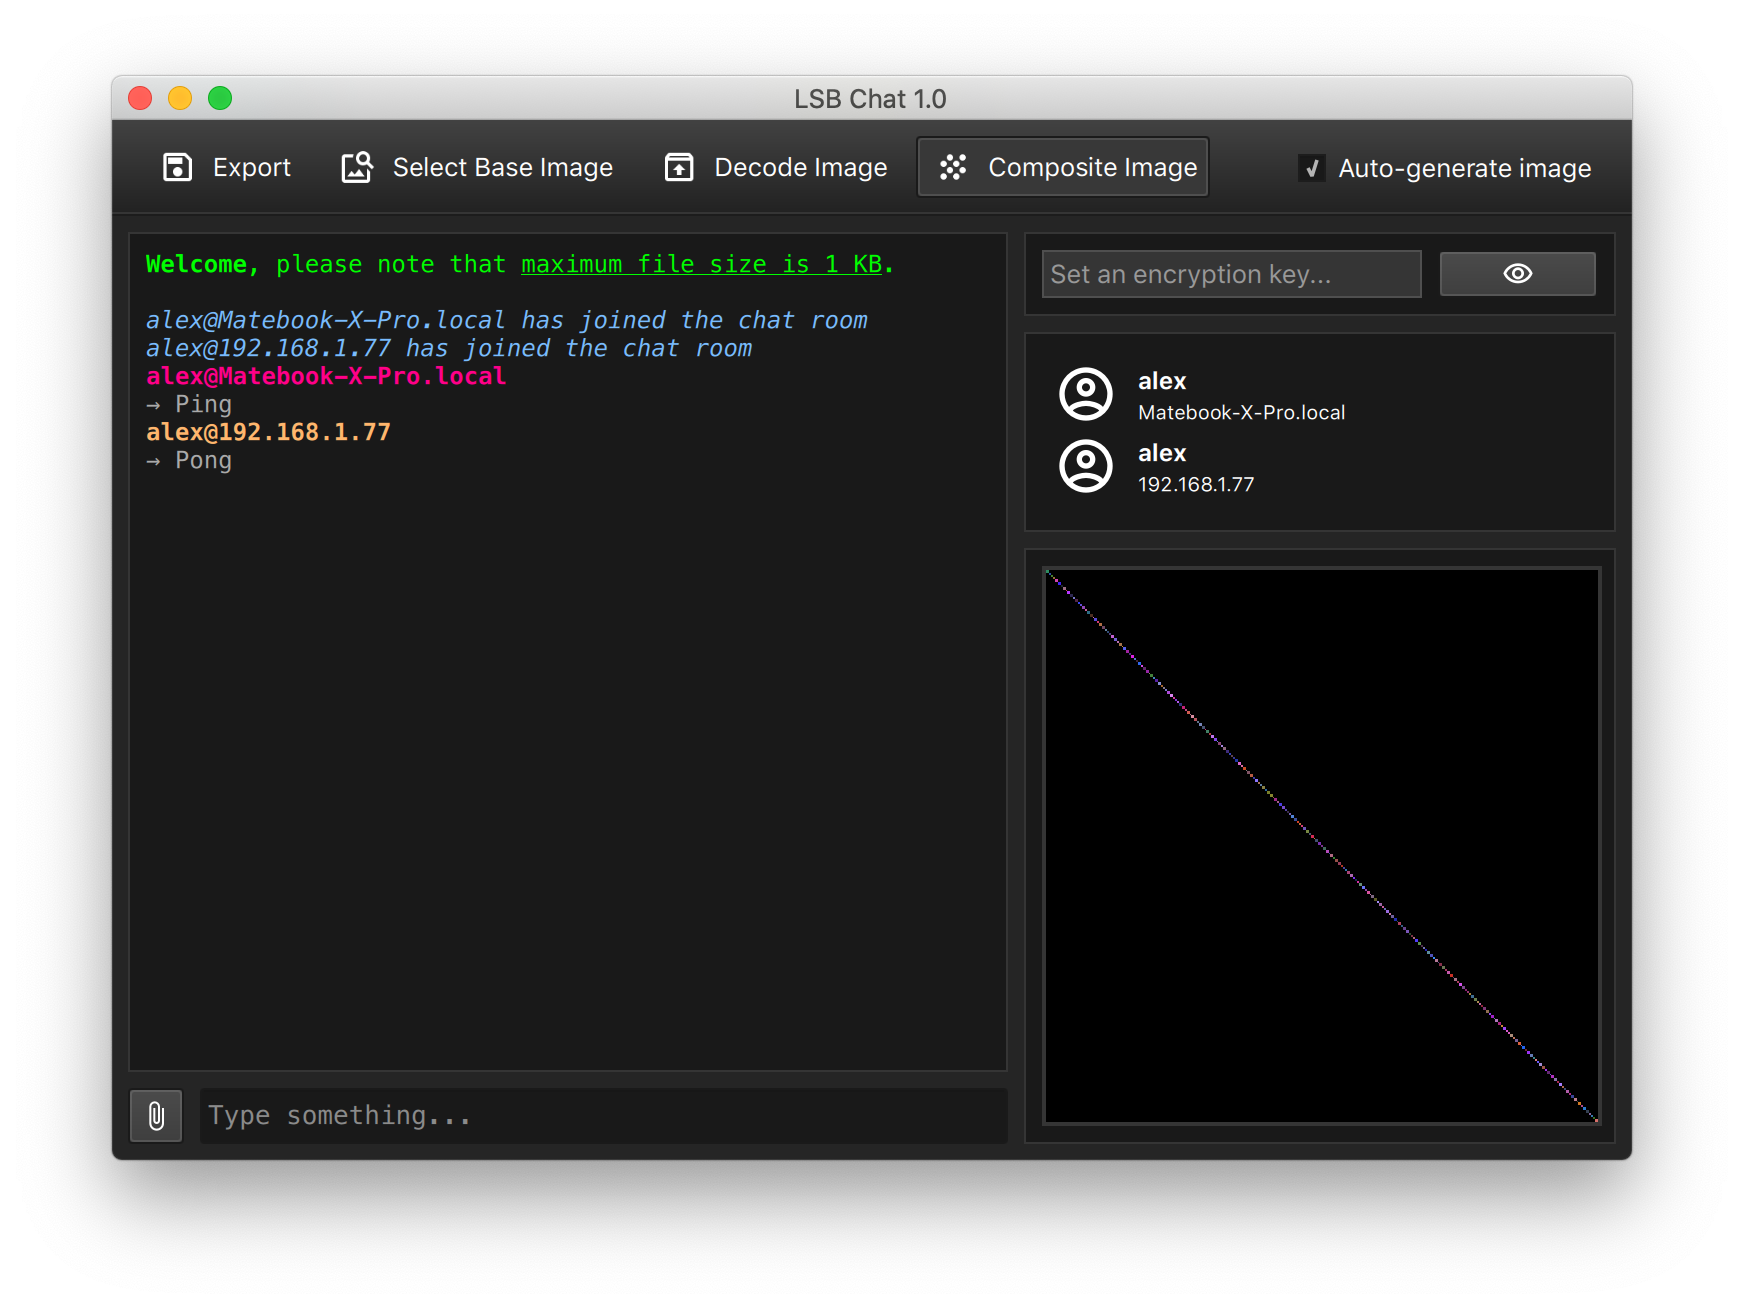 LSB Chat 1.0
Export Select Base Image Decode Image Composite Image Auto-generate image
Welcome, please note that maximum file size is 1 KB.
alex@Matebook-X-Pro.local has joined the chat room
alex@192.168.1.77 has joined the chat room
alex@Matebook-X-Pro.local
→ Ping
alex@192.168.1.77
→ Pong
Type something...
Set an encryption key...
alex
Matebook-X-Pro.local
alex
192.168.1.77